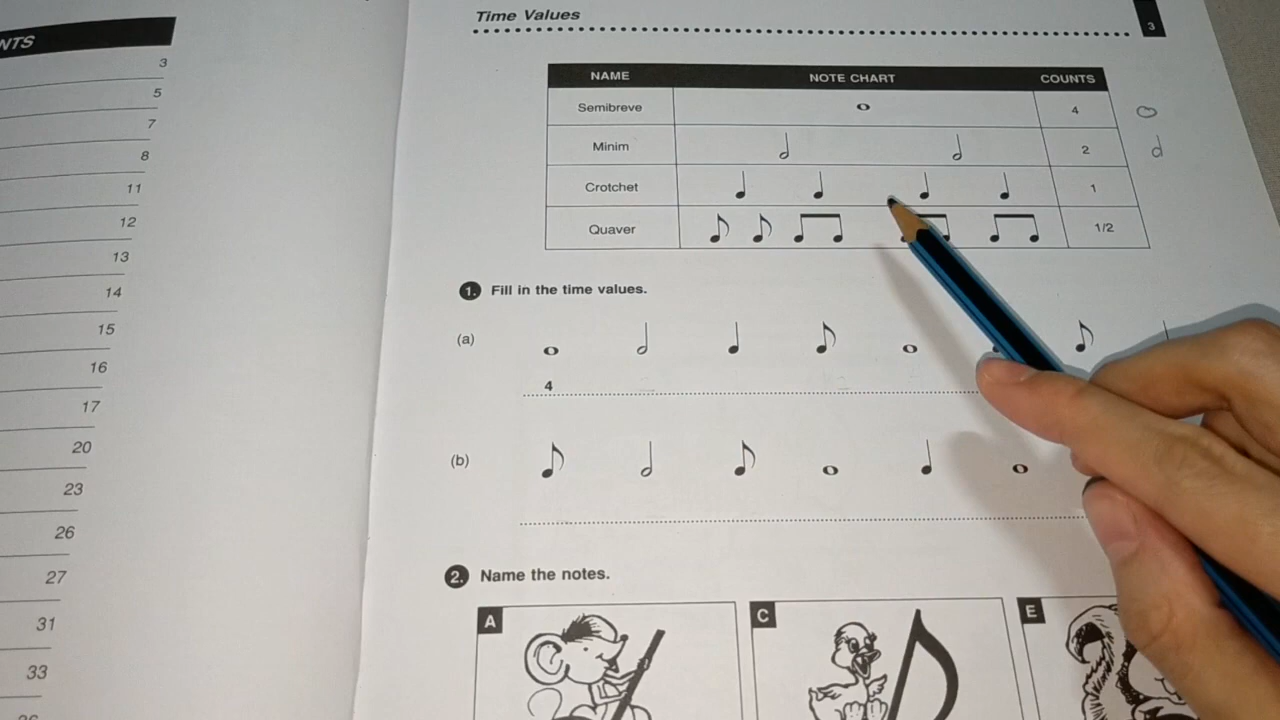 NTS
3
5
7
8
11
12
13
14
15
16
17
20
23
26
27
31
33
Time Values
3
NAME NOTE CHART COUNTS
Semibreve 4
Minim 2
Crotchet 1
Quaver 1/2
1. Fill in the time values.
(a)
4
(b)
2. Name the notes.
A C E